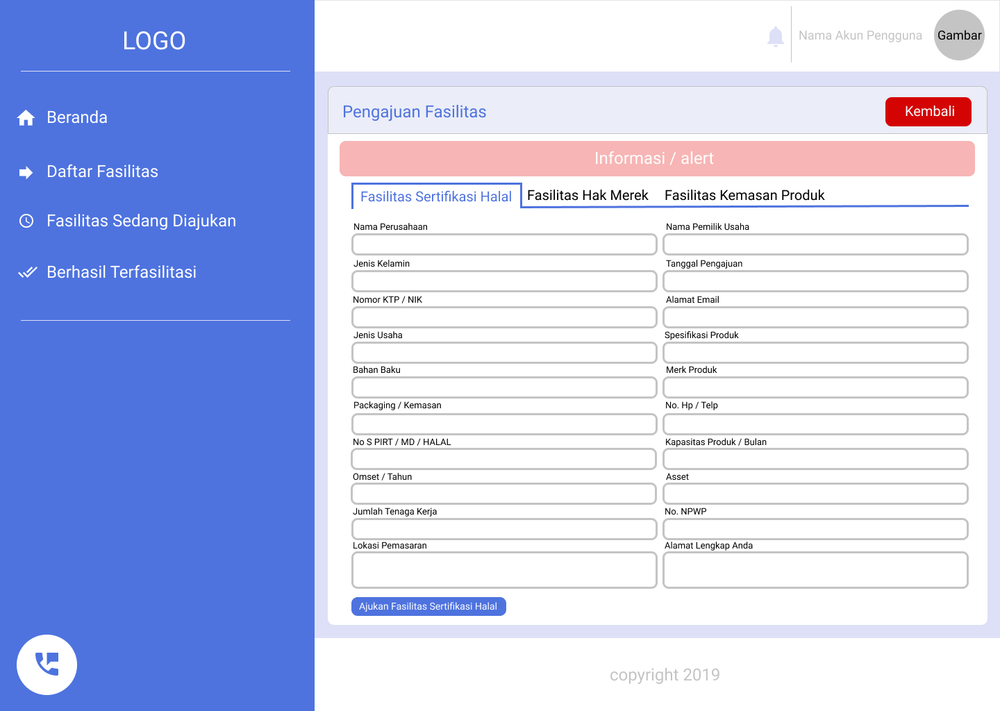 LOGO
Beranda
Daftar Fasilitas
Fasilitas Sedang Diajukan
Berhasil Terfasilitasi
Nama Akun Pengguna
Gambar
Pengajuan Fasilitas
Kembali
Informasi / alert
Fasilitas Sertifikasi Halal
Fasilitas Hak Merek
Fasilitas Kemasan Produk
Nama Perusahaan
Nama Pemilik Usaha
Jenis Kelamin
Tanggal Pengajuan
Nomor KTP / NIK
Alamat Email
Jenis Usaha
Spesifikasi Produk
Bahan Baku
Merk Produk
Packaging / Kemasan
No. Hp / Telp
No S PIRT / MD / HALAL
Kapasitas Produk / Bulan
Omset / Tahun
Asset
Jumlah Tenaga Kerja
No. NPWP
Lokasi Pemasaran
Alamat Lengkap Anda
Ajukan Fasilitas Sertifikasi Halal
copyright 2019